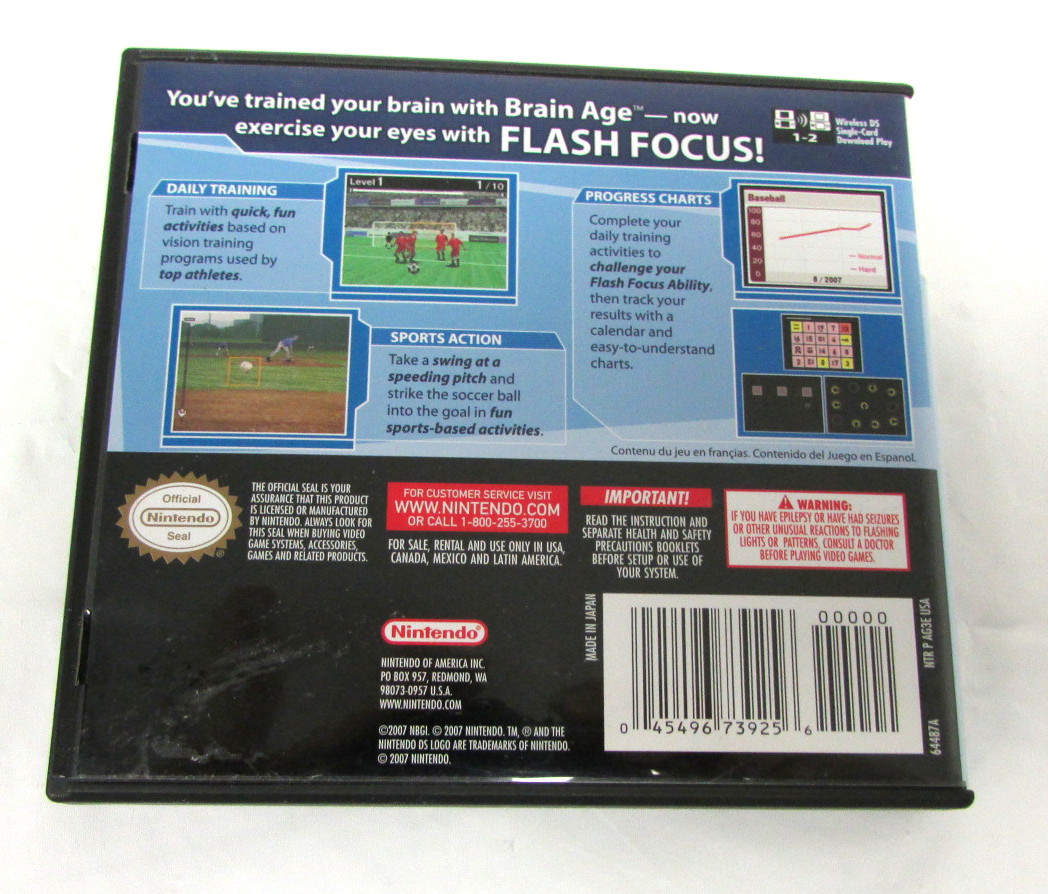 You've trained your brain with Brain Age™— now
exercise your eyes with FLASH FOCUS!
1-2
Wireless DS
Single-Card
Download Play
DAILY TRAINING
Train with quick, fun
activities based on
vision training
programs used by
top athletes.
Level 1
1 / 10
SPORTS ACTION
Take a swing at a
speeding pitch and
strike the soccer ball
into the goal in fun
sports-based activities.
PROGRESS CHARTS
Complete your
daily training
activities to
challenge your
Flash Focus Ability,
then track your
results with a
calendar and
easy-to-understand
charts.
Baseball
100
80
60
40
20
0
Normal
Hard
8 / 2007
Contenu du jeu en françias. Contenido del Juego en Espanol.
Official
Nintendo
Seal
®
THE OFFICIAL SEAL IS YOUR
ASSURANCE THAT THIS PRODUCT
IS LICENSED OR MANUFACTURED
BY NINTENDO. ALWAYS LOOK FOR
THIS SEAL WHEN BUYING VIDEO
GAME SYSTEMS, ACCESSORIES,
GAMES AND RELATED PRODUCTS.
FOR CUSTOMER SERVICE VISIT
WWW.NINTENDO.COM
OR CALL 1-800-255-3700
FOR SALE, RENTAL AND USE ONLY IN USA,
CANADA, MEXICO AND LATIN AMERICA.
IMPORTANT!
READ THE INSTRUCTION AND
SEPARATE HEALTH AND SAFETY
PRECAUTIONS BOOKLETS
BEFORE SETUP OR USE OF
YOUR SYSTEM.
WARNING:
IF YOU HAVE EPILEPSY OR HAVE HAD SEIZURES
OR OTHER UNUSUAL REACTIONS TO FLASHING
LIGHTS OR PATTERNS, CONSULT A DOCTOR
BEFORE PLAYING VIDEO GAMES.
Nintendo®
NINTENDO OF AMERICA INC.
PO BOX 957, REDMOND, WA
98073-0957 U.S.A.
WWW.NINTENDO.COM
©2007 NBGI. © 2007 NINTENDO. TM, ® AND THE
NINTENDO DS LOGO ARE TRADEMARKS OF NINTENDO.
© 2007 NINTENDO.
MADE IN JAPAN
00000
0 45496 73925 6
NTR P AG3E USA
64487A